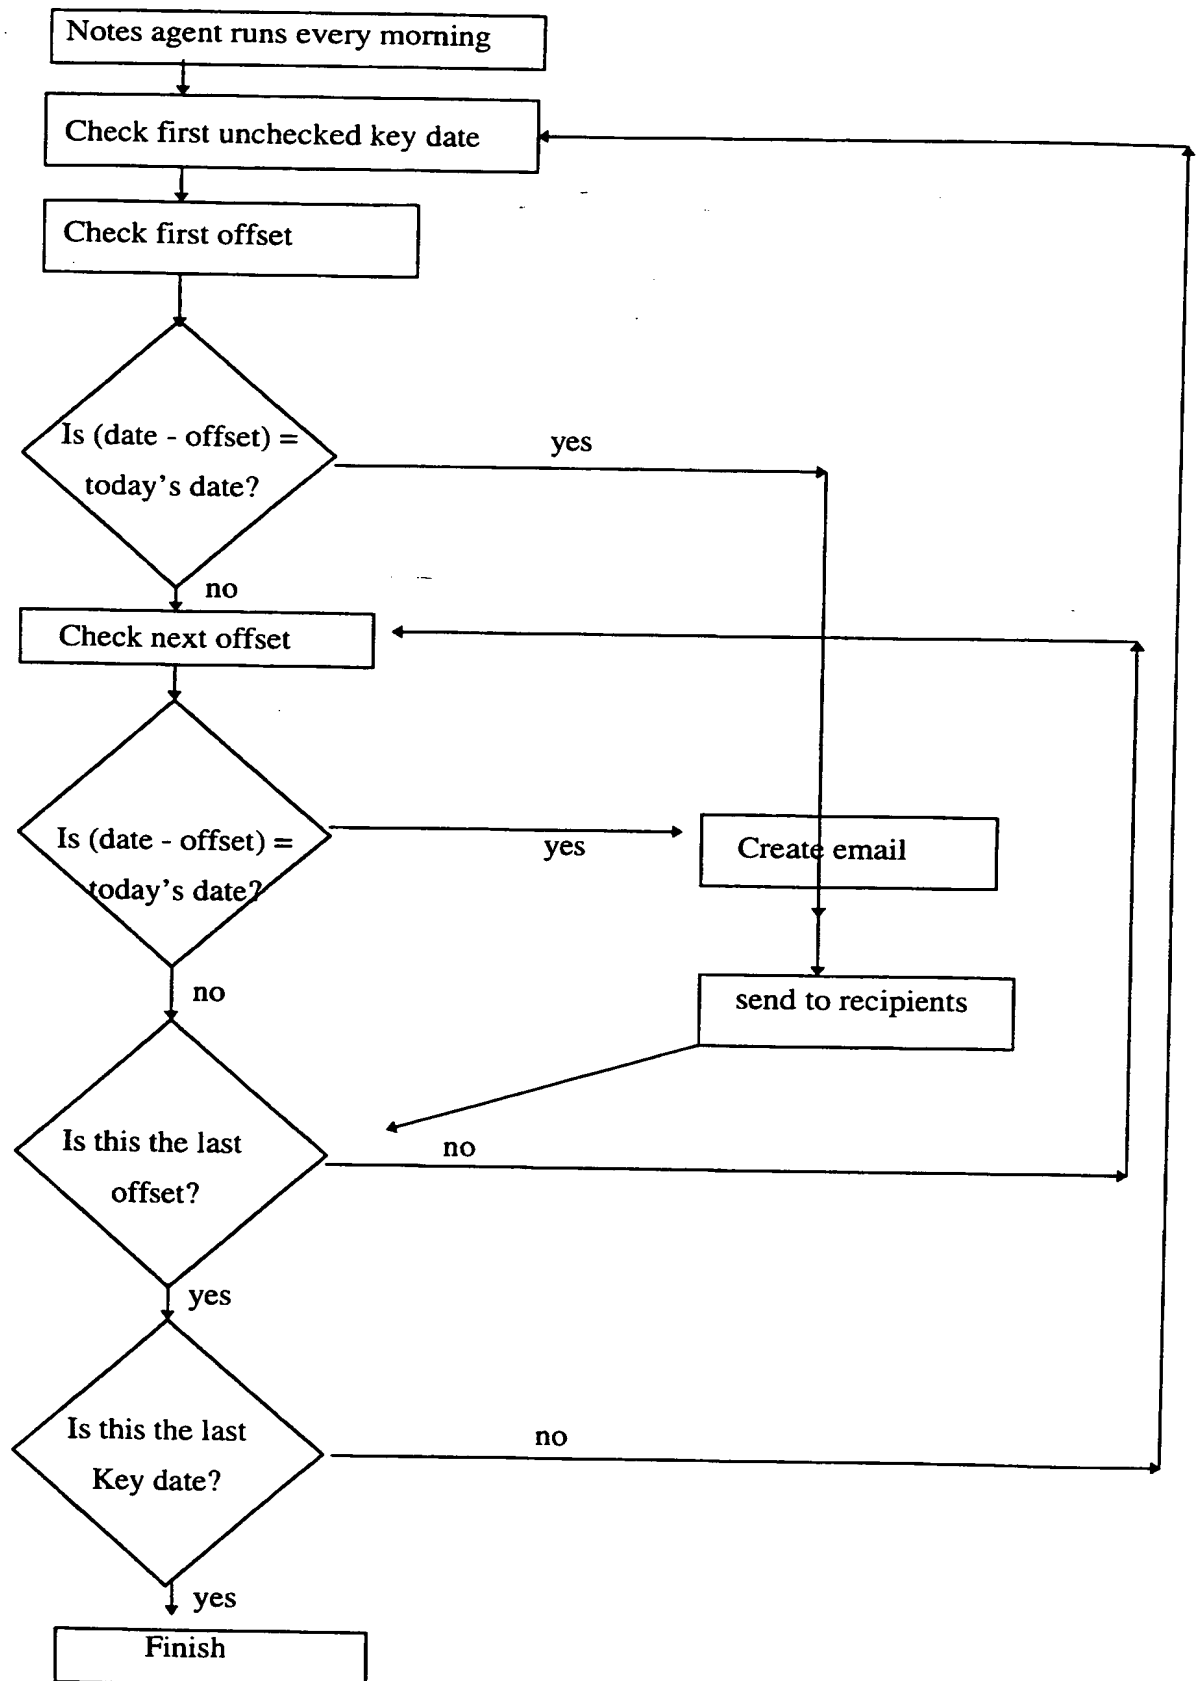 Notes agent runs every morning
Check first unchecked key date
Check first offset
Is (date - offset) =
today's date?
yes
no
Check next offset
Is (date - offset) =
today's date?
yes
Create email
no
send to recipients
Is this the last
offset?
no
yes
Is this the last
Key date?
no
yes
Finish